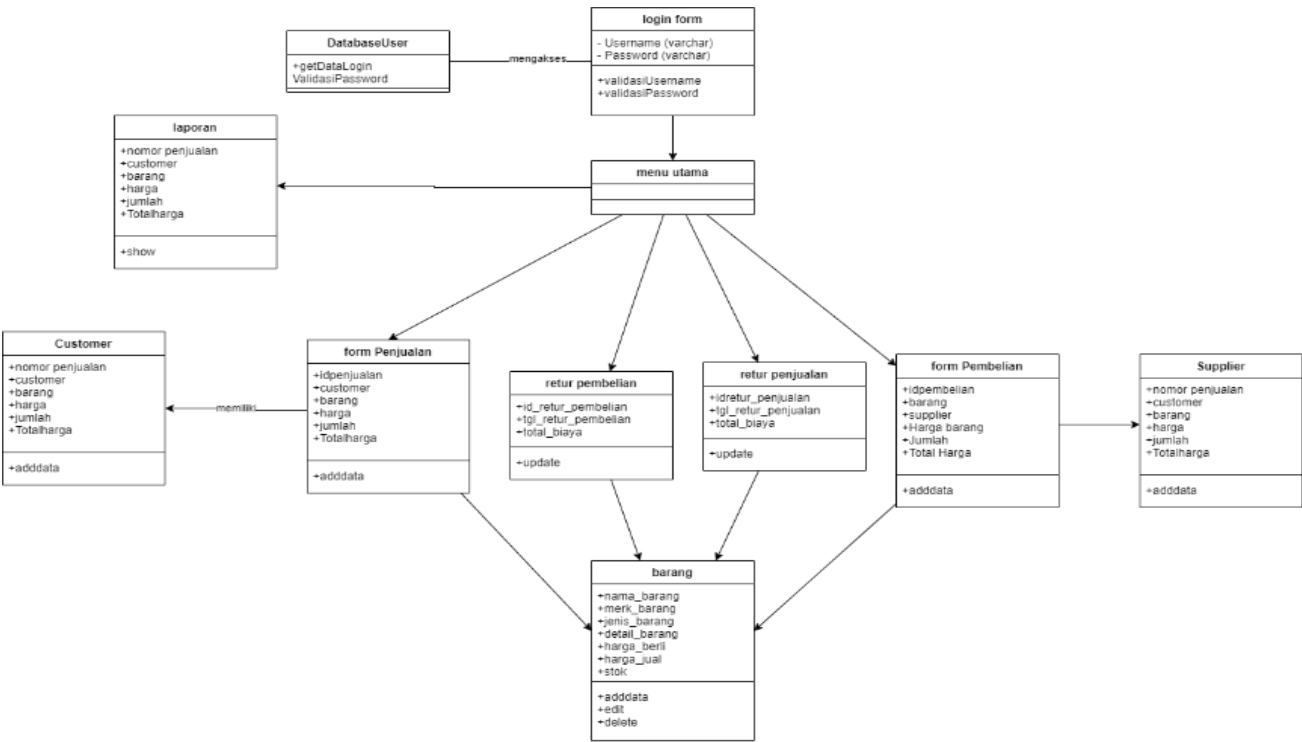 login form
- Username (varchar)
- Password (varchar)
+validasiUsername
+validasiPassword
DatabaseUser
+getDataLogin
ValidasiPassword
mengakses
laporan
+nomor penjualan
+customer
+barang
+harga
+jumlah
+Totalharga
+show
menu utama
Customer
+nomor penjualan
+customer
+barang
+harga
+jumlah
+Totalharga
+adddata
memiliki
form Penjualan
+idpenjualan
+customer
+barang
+harga
+jumlah
+Totalharga
+adddata
retur pembelian
+id_retur_pembelian
+tgl_retur_pembelian
+total_biaya
+update
retur penjualan
+idretur_penjualan
+tgl_retur_penjualan
+total_biaya
+update
form Pembelian
+idpembelian
+barang
+supplier
+Harga barang
+Jumlah
+Total Harga
+adddata
Supplier
+nomor penjualan
+customer
+barang
+harga
+jumlah
+Totalharga
+adddata
barang
+nama_barang
+merk_barang
+jenis_barang
+detail_barang
+harga_berli
+harga_jual
+stok
+adddata
+edit
+delete